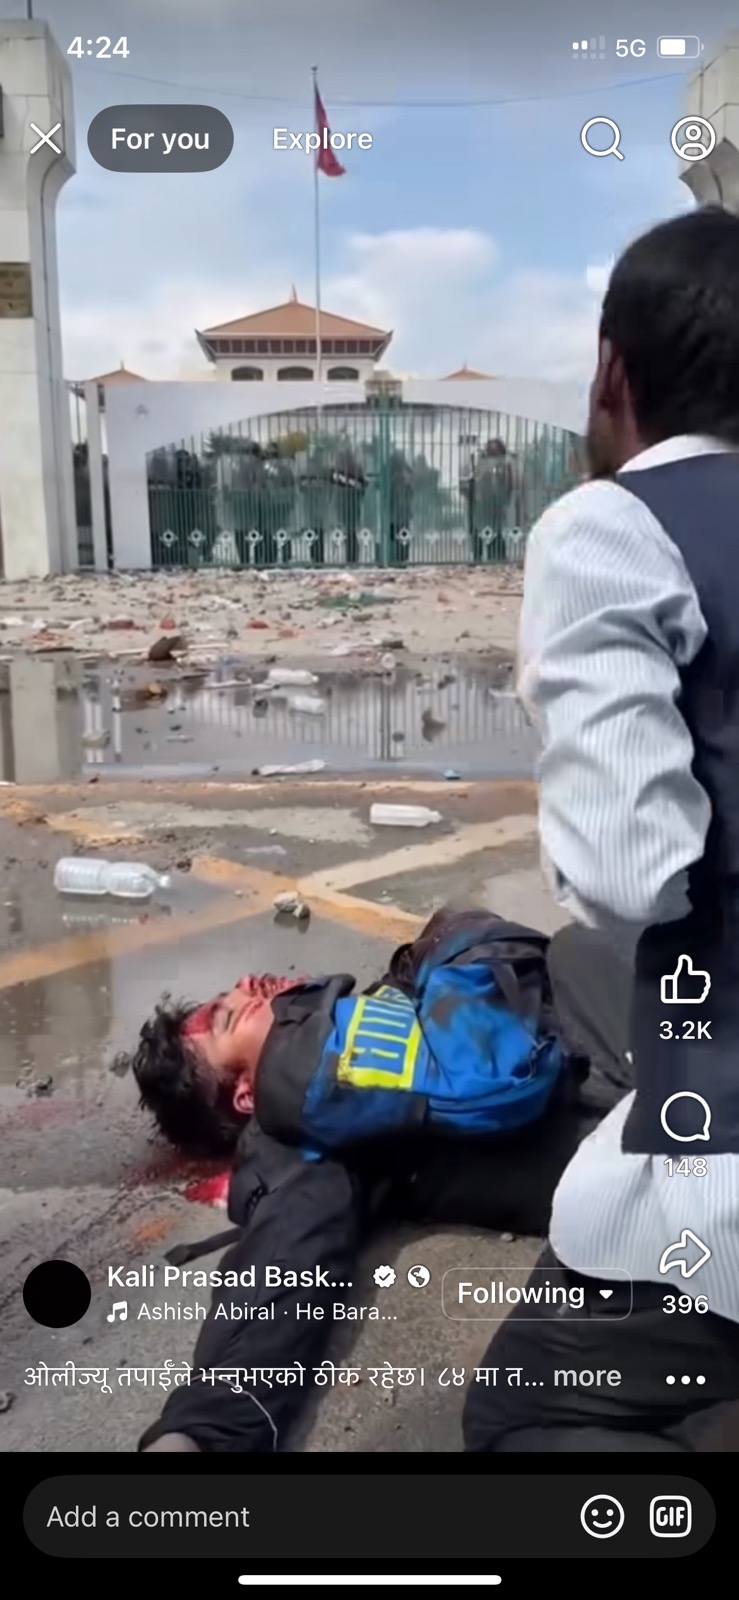 4:24
5G
For you
Explore
3.2K
148
Kali Prasad Bask...
Following
Ashish Abiral · He Bara...
396
ओलीज्यू तपाईँले भन्नुभएको ठीक रहेछ। ८४ मा त... more
Add a comment
GIF